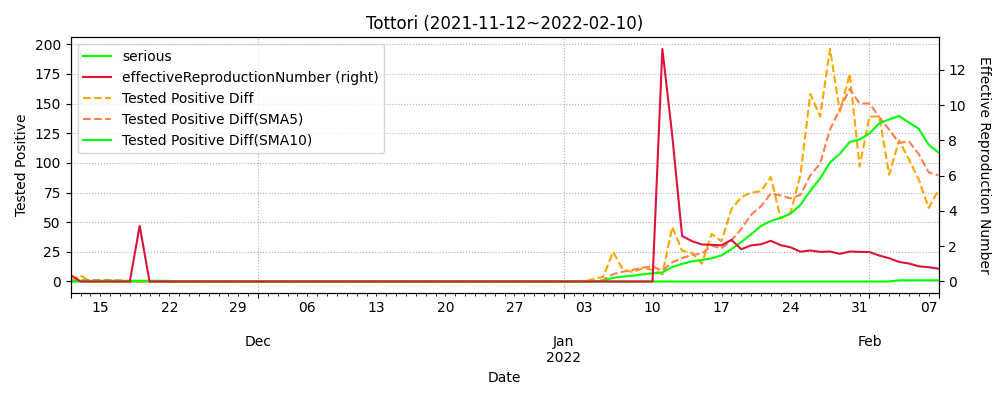 Tottori (2021-11-12~2022-02-10)
serious
effectiveReproductionNumber (right)
Tested Positive Diff
Tested Positive Diff(SMA5)
Tested Positive Diff(SMA10)
Tested Positive
200
175
150
125
100
75
50
25
0
12
10
8
6
4
2
0
Effective Reproduction Number
15 22 29 06 13 20 27 03 10 17 24 31 07
Dec Jan Feb
2022
Date